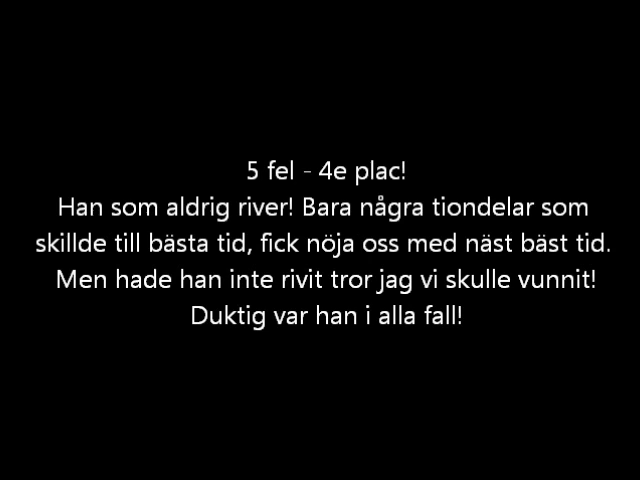 5 fel - 4e plac!
Han som aldrig river! Bara några tiondelar som
skillde till bästa tid, fick nöja oss med näst bäst tid.
Men hade han inte rivit tror jag vi skulle vunnit!
Duktig var han i alla fall!